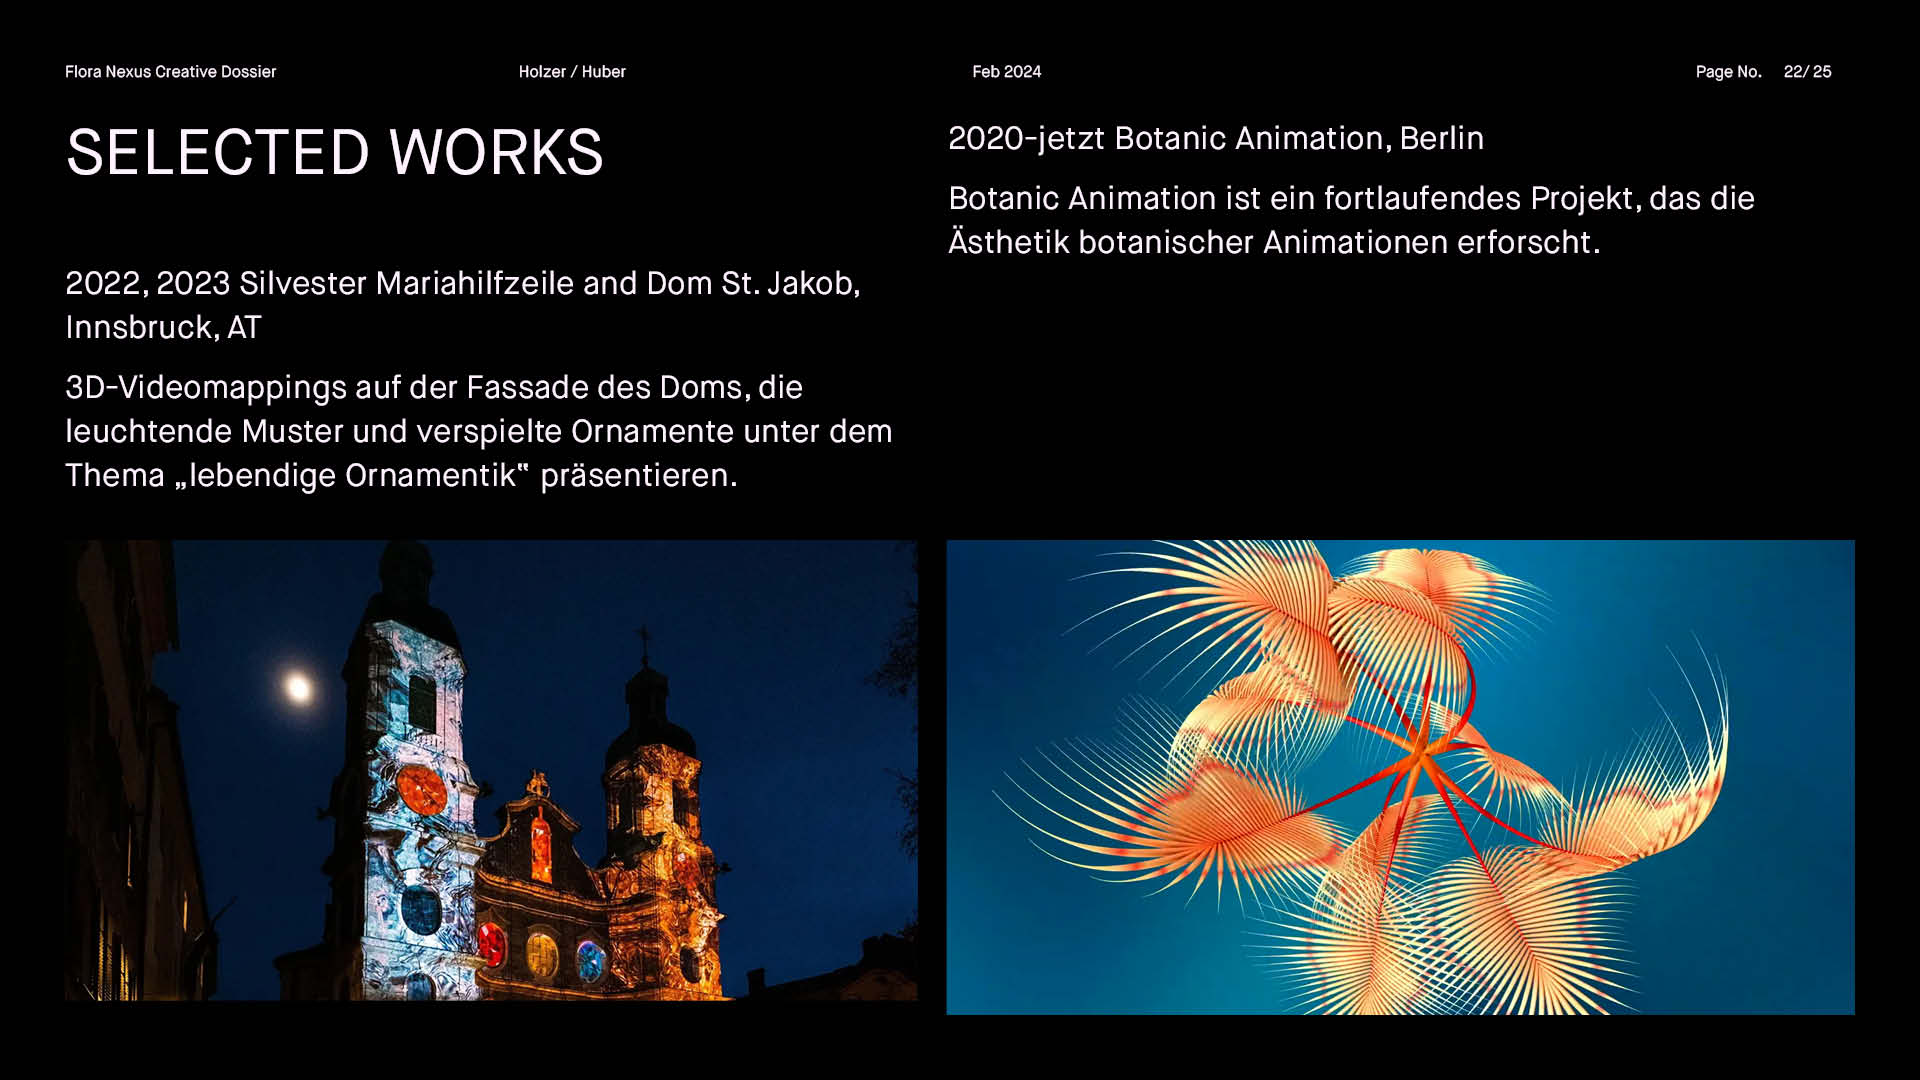 Flora Nexus Creative Dossier
Holzer / Huber
Feb 2024
Page No. 22/ 25
SELECTED WORKS
2022, 2023 Silvester Mariahilfzeile and Dom St. Jakob,
Innsbruck, AT
3D-Videomappings auf der Fassade des Doms, die
leuchtende Muster und verspielte Ornamente unter dem
Thema „lebendige Ornamentik“ präsentieren.
2020-jetzt Botanic Animation, Berlin
Botanic Animation ist ein fortlaufendes Projekt, das die
Ästhetik botanischer Animationen erforscht.